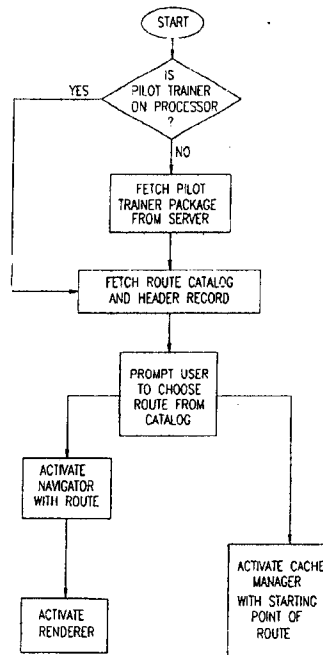 START
IS
PILOT TRAINER
ON PROCESSOR
?
YES
NO
FETCH PILOT
TRAINER PACKAGE
FROM SERVER
FETCH ROUTE CATALOG
AND HEADER RECORD
PROMPT USER
TO CHOOSE
ROUTE FROM
CATALOG
ACTIVATE
NAVIGATOR
WITH ROUTE
ACTIVATE
RENDERER
ACTIVATE CACHE
MANAGER
WITH STARTING
POINT OF
ROUTE